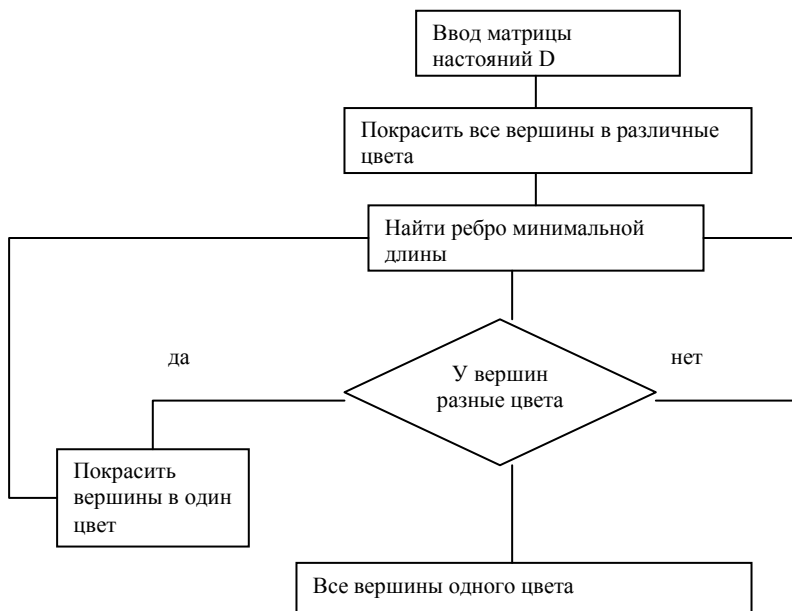 Ввод матрицы
настояний D
Покрасить все вершины в различные
цвета
Найти ребро минимальной
длины
да
У вершин
разные цвета
нет
Покрасить
вершины в один
цвет
Все вершины одного цвета